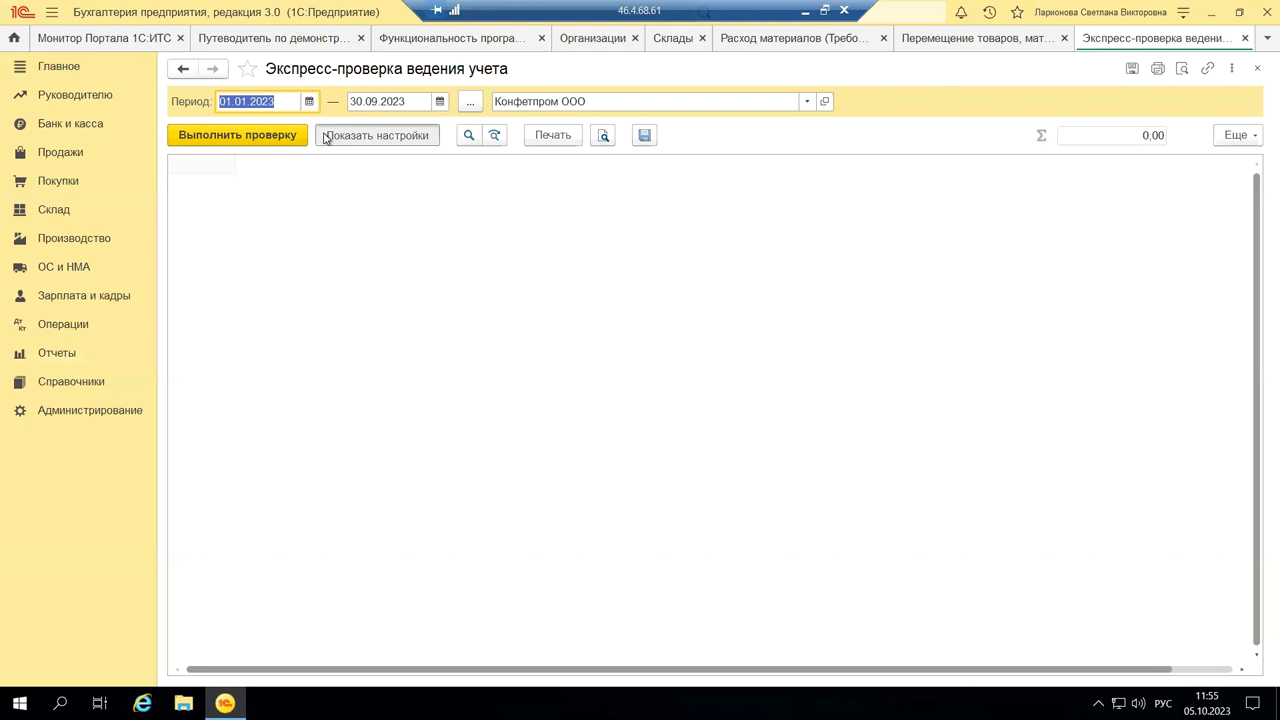 Бухгалтерия предприятия, редакция 3.0 (1С:Предприятие)
46.4.68.61
Ларионова Светлана Викторовна
Монитор Портала 1С:ИТС
Путеводитель по демонстр...
Функциональность програ...
Организации
Склады
Расход материалов (Требо...
Перемещение товаров, мат...
Экспресс-проверка ведени...
Главное
Руководителю
Банк и касса
Продажи
Покупки
Склад
Производство
ОС и НМА
Зарплата и кадры
Операции
Отчеты
Справочники
Администрирование
Экспресс-проверка ведения учета
Период: 01.01.2023 — 30.09.2023 ... Конфетпром ООО
Выполнить проверку Показать настройки Печать Σ 0,00 Еще
РУС
11:55
05.10.2023